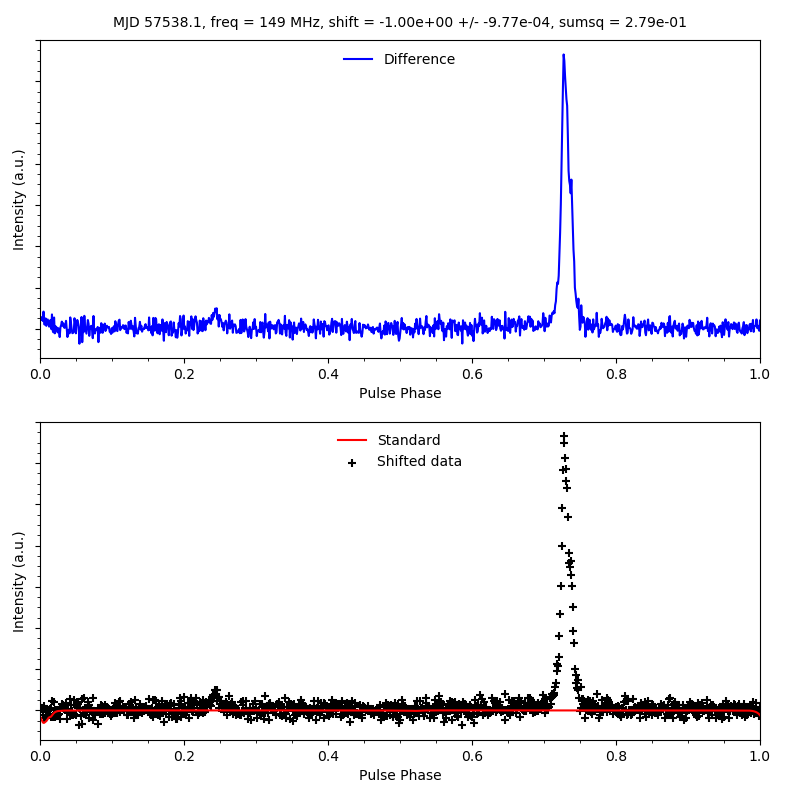 MJD 57538.1, freq = 149 MHz, shift = -1.00e+00 +/- -9.77e-04, sumsq = 2.79e-01
Difference
Intensity (a.u.)
0.0 0.2 0.4 0.6 0.8 1.0
Pulse Phase
Standard
Shifted data
Intensity (a.u.)
0.0 0.2 0.4 0.6 0.8 1.0
Pulse Phase